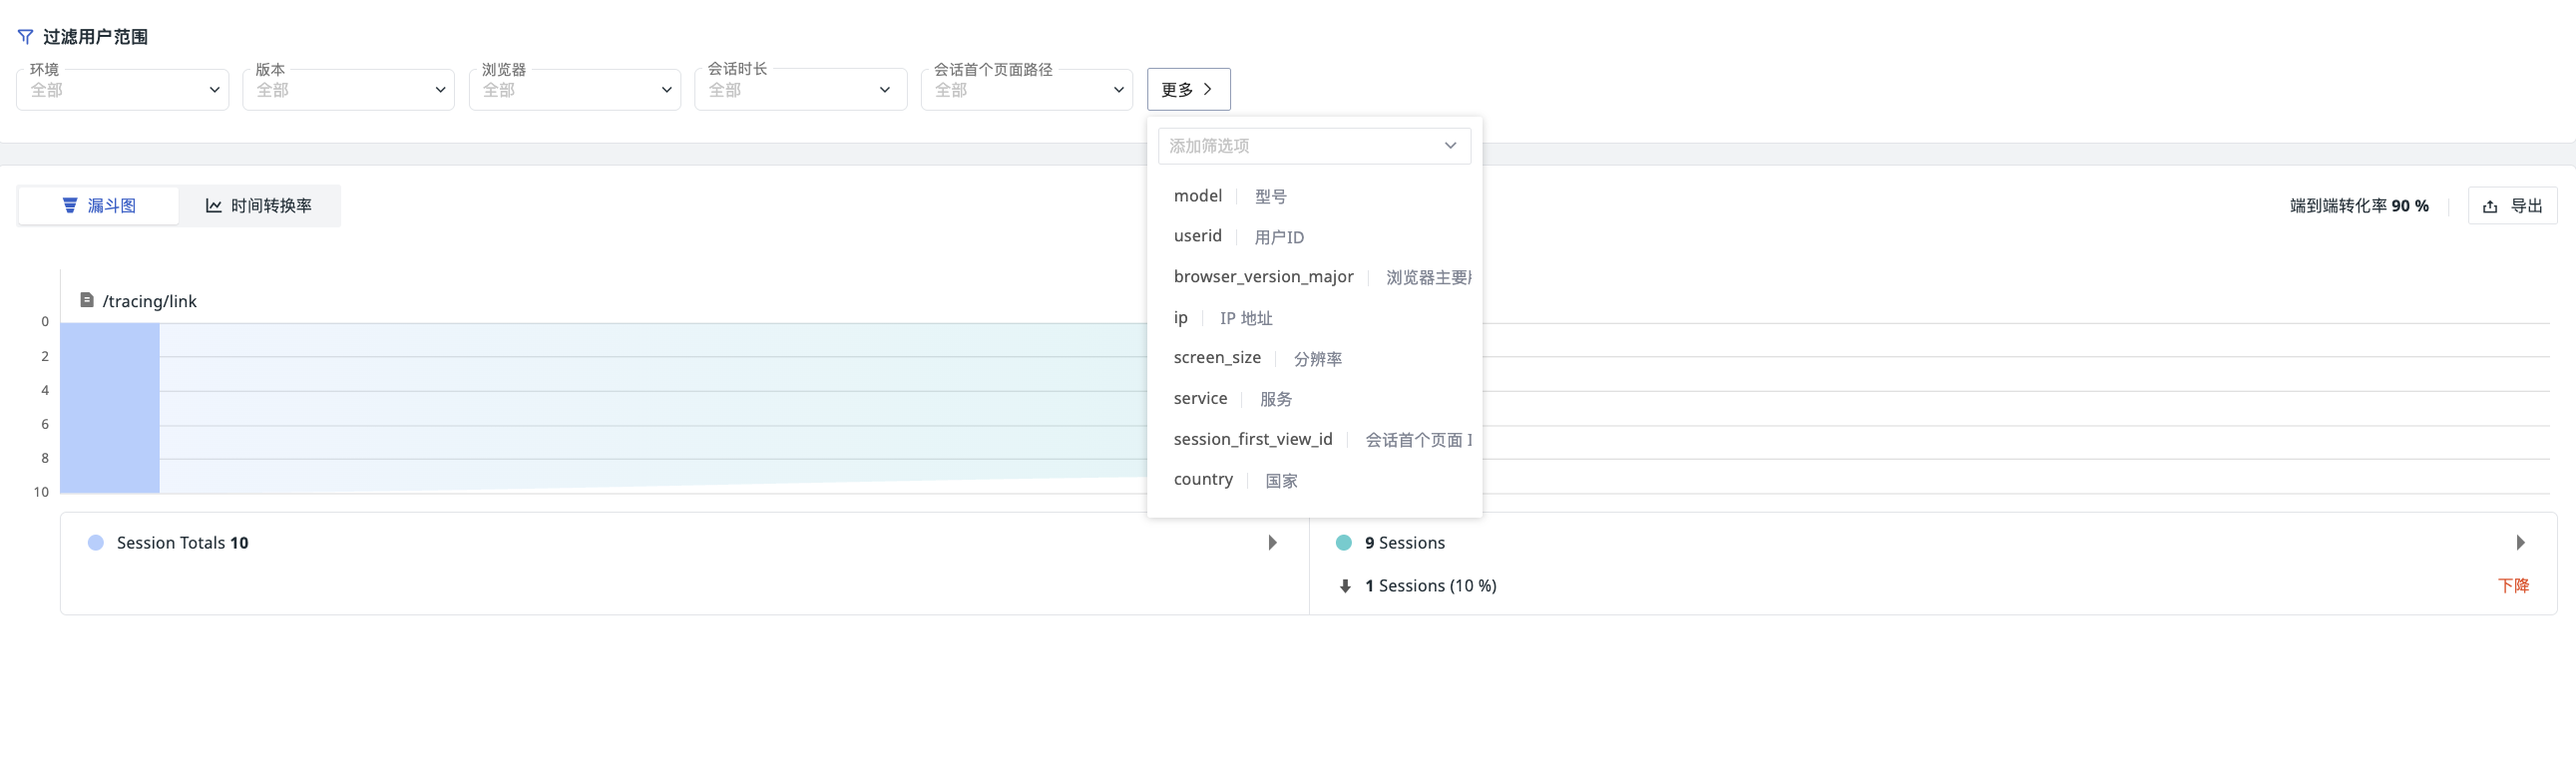 过滤用户范围
环境
全部
版本
全部
浏览器
全部
会话时长
全部
会话首个页面路径
全部
更多
添加筛选项
model 型号
userid 用户ID
browser_version_major 浏览器主要
ip IP 地址
screen_size 分辨率
service 服务
session_first_view_id 会话首个页面 I
country 国家
漏斗图
时间转换率
端到端转化率 90 %
导出
/tracing/link
0
2
4
6
8
10
Session Totals 10
9 Sessions
1 Sessions (10 %)
下降